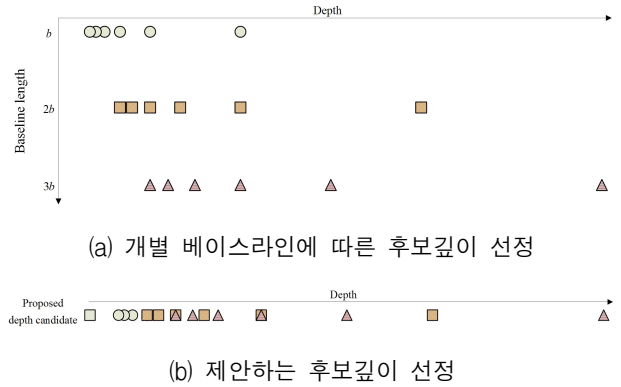 Depth
b
Baseline length
2b
3b
(a) 개별 베이스라인에 따른 후보깊이 선정
Depth
Proposed
depth candidate
(b) 제안하는 후보깊이 선정